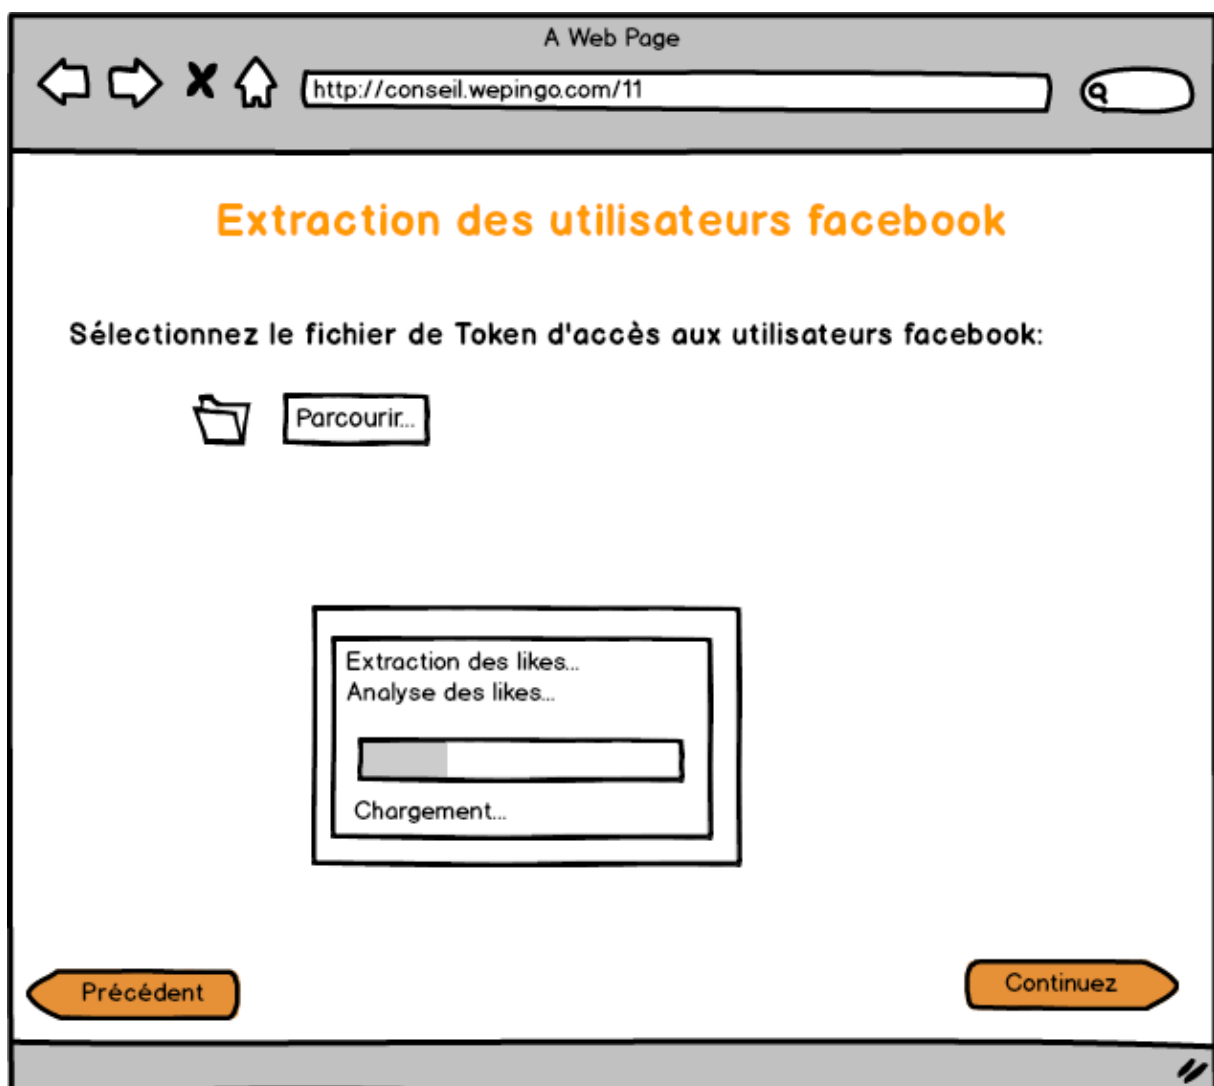 A Web Page
http://conseil.wepingo.com/11
Extraction des utilisateurs facebook
Sélectionnez le fichier de Token d'accès aux utilisateurs facebook:
Parcourir...
Extraction des likes...
Analyse des likes...
Chargement...
Précédent
Continuez